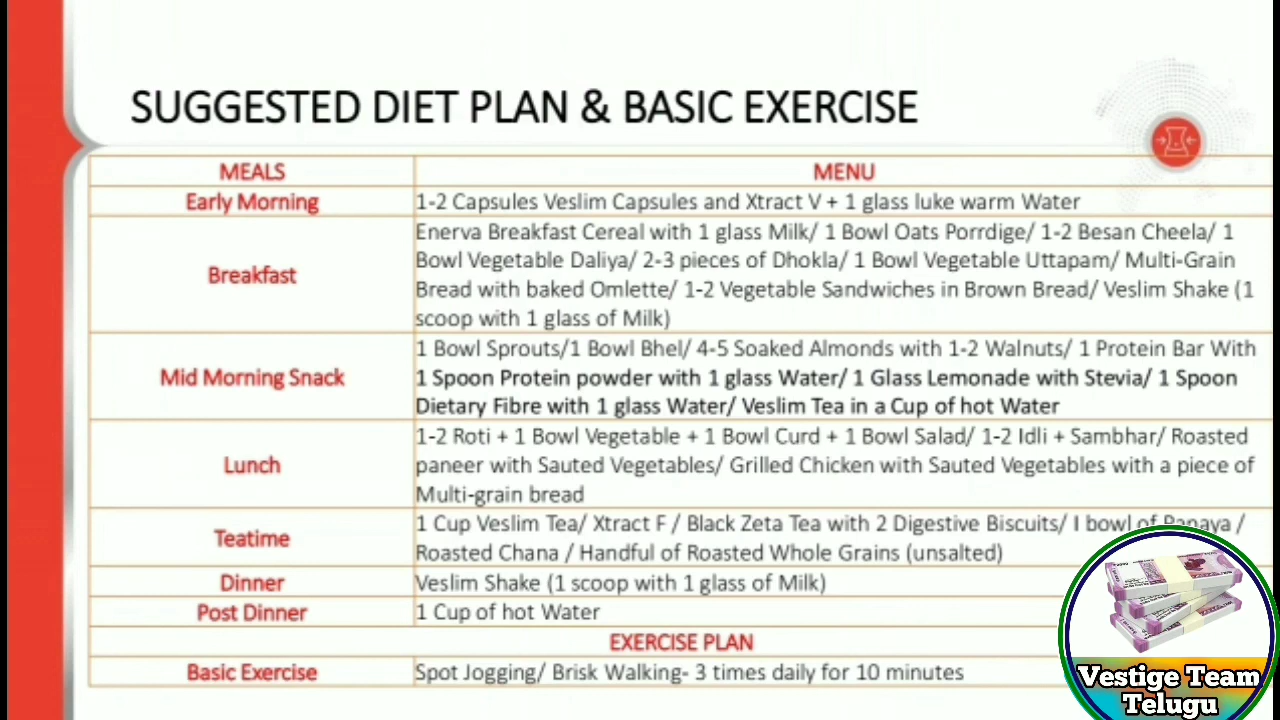 SUGGESTED DIET PLAN & BASIC EXERCISE
MEALS MENU
Early Morning 1-2 Capsules Veslim Capsules and Xtract V + 1 glass luke warm Water
Breakfast
Enerva Breakfast Cereal with 1 glass Milk/ 1 Bowl Oats Porrdige/ 1-2 Besan Cheela/ 1
Bowl Vegetable Daliya/ 2-3 pieces of Dhokla/ 1 Bowl Vegetable Uttapam/ Multi-Grain
Bread with baked Omlette/ 1-2 Vegetable Sandwiches in Brown Bread/ Veslim Shake (1
scoop with 1 glass of Milk)
Mid Morning Snack
1 Bowl Sprouts/1 Bowl Bhel/ 4-5 Soaked Almonds with 1-2 Walnuts/ 1 Protein Bar With
1 Spoon Protein powder with 1 glass Water/ 1 Glass Lemonade with Stevia/ 1 Spoon
Dietary Fibre with 1 glass Water/ Veslim Tea in a Cup of hot Water
Lunch
1-2 Roti + 1 Bowl Vegetable + 1 Bowl Curd + 1 Bowl Salad/ 1-2 Idli + Sambhar/ Roasted
paneer with Sauted Vegetables/ Grilled Chicken with Sauted Vegetables with a piece of
Multi-grain bread
Teatime
1 Cup Veslim Tea/ Xtract F / Black Zeta Tea with 2 Digestive Biscuits/ I bowl of Papaya /
Roasted Chana / Handful of Roasted Whole Grains (unsalted)
Dinner Veslim Shake (1 scoop with 1 glass of Milk)
Post Dinner 1 Cup of hot Water
EXERCISE PLAN
Basic Exercise Spot Jogging/ Brisk Walking- 3 times daily for 10 minutes
Vestige Team
Telugu